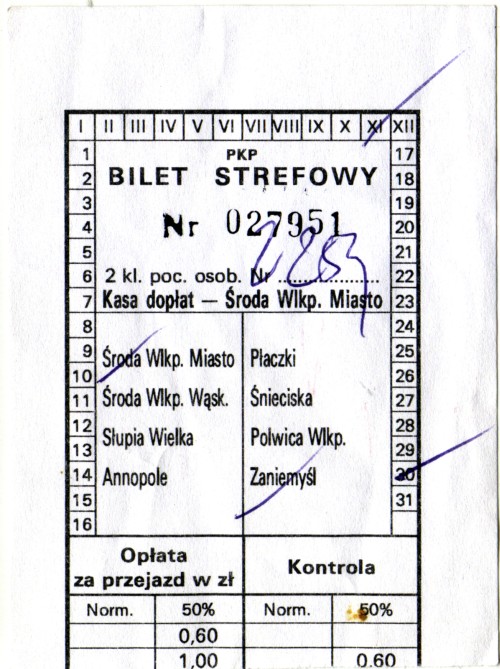 I II III IV V VI VII VIII IX X XI XII
PKP
BILET STREFOWY
Nr 027951
2 kl. poc. osob. Nr ..................
Kasa dopłat — Środa Wlkp. Miasto
1
2
3
4
5
6
7
8
9
10
11
12
13
14
15
16
17
18
19
20
21
22
23
24
25
26
27
28
29
30
31
Środa Wlkp. Miasto
Środa Wlkp. Wąsk.
Słupia Wielka
Annopole
Płaczki
Śnieciska
Polwica Wlkp.
Zaniemyśl
Opłata
za przejazd w zł
Kontrola
Norm. 50% Norm. 50%
0,60
1,00 0,60